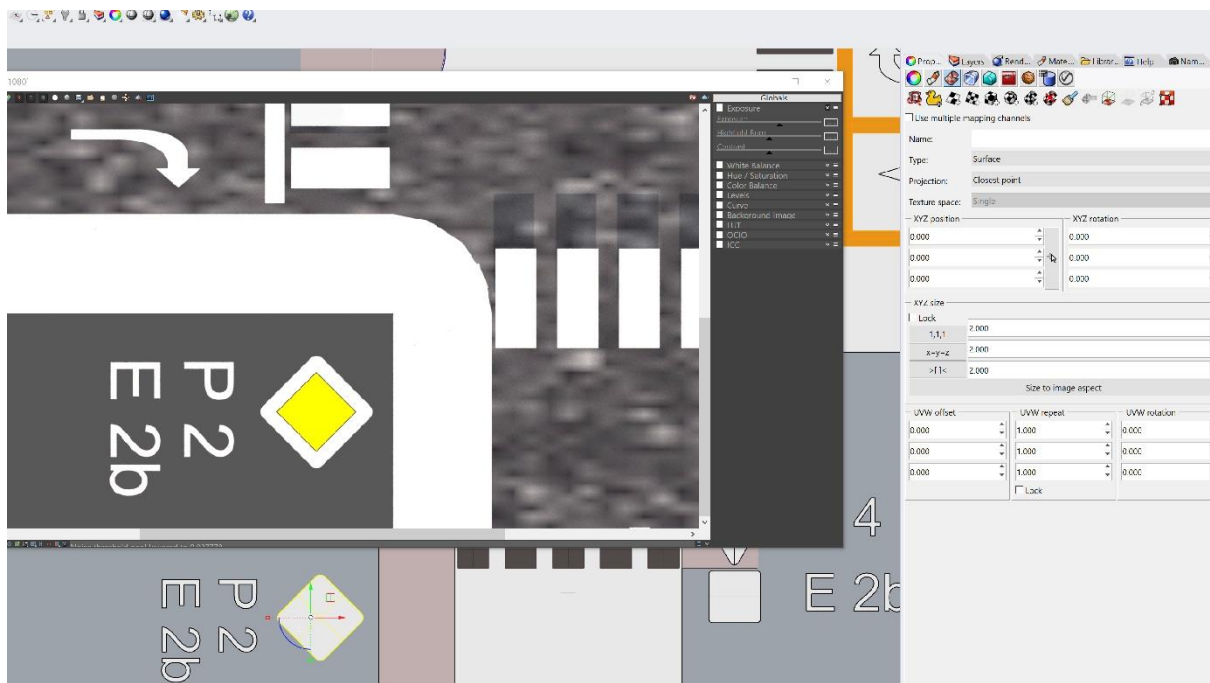 Prop...
Layers
Rend...
Mate...
Librar...
Help
Nam...
Use multiple mapping channels
Name:
Type:
Surface
Projection:
Closest point
Texture space:
Single
XYZ position
XYZ rotation
0.000
0.000
0.000
0.000
0.000
0.000
XYZ size
Lock
1,1,1
2.000
x=y=z
2.000
2.000
Size to image aspect
UVW offset
UVW repeat
UVW rotation
0.000
1.000
0.000
0.000
1.000
0.000
0.000
1.000
0.000
Lock
1080'
Globals
Exposure
Exposure
Highlight Burn
Contrast
White Balance
Hue / Saturation
Color Balance
Levels
Curve
Background Image
LUT
OCIO
ICC
P 2
E 2b
P 2
E 2b
4
E 2b